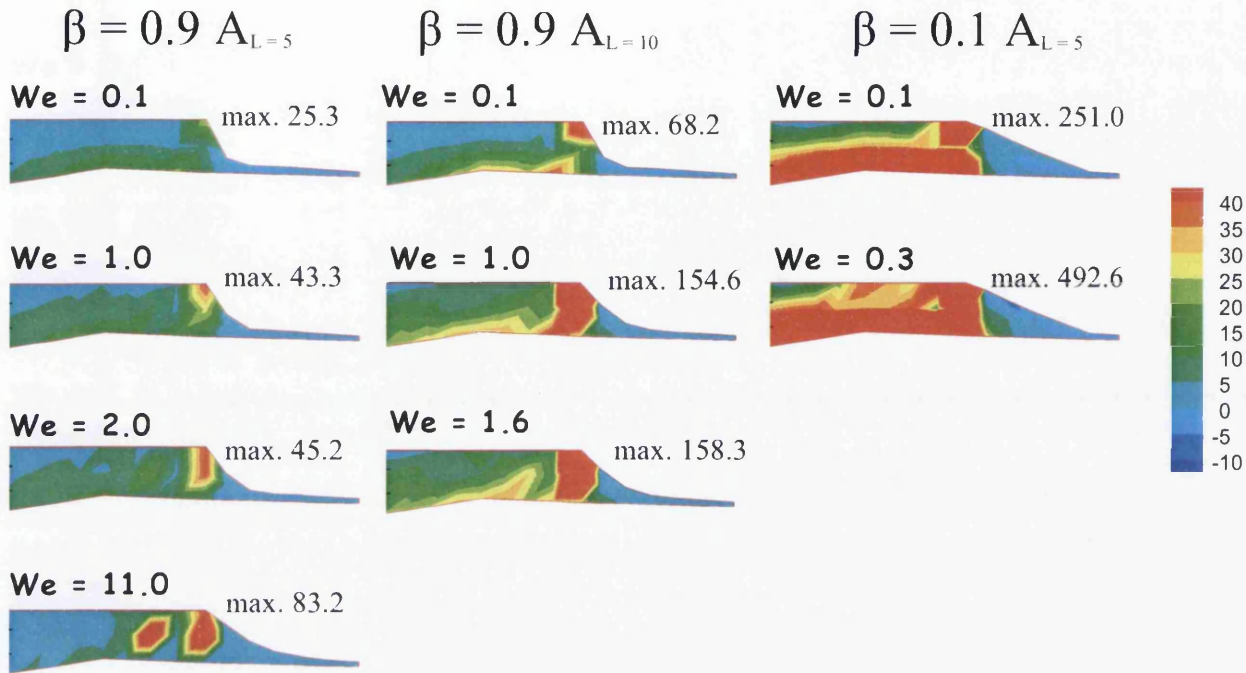 β = 0.9 A L = 5
β = 0.9 A L = 10
β = 0.1 A L = 5
We = 0.1
max. 25.3
We = 0.1
max. 68.2
We = 0.1
max. 251.0
We = 1.0
max. 43.3
We = 1.0
max. 154.6
We = 0.3
max. 492.6
We = 2.0
max. 45.2
We = 1.6
max. 158.3
We = 11.0
max. 83.2
40
35
30
25
20
15
10
5
0
-5
-10